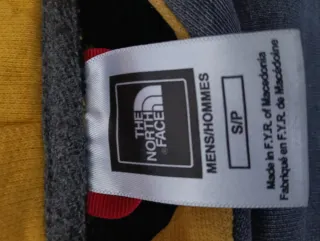 THE
NORTH
FACE
MENS/HOMMES
S/P
Made in F.Y.R. of Macedonia
Fabriqué en F.Y.R. de Macédoine